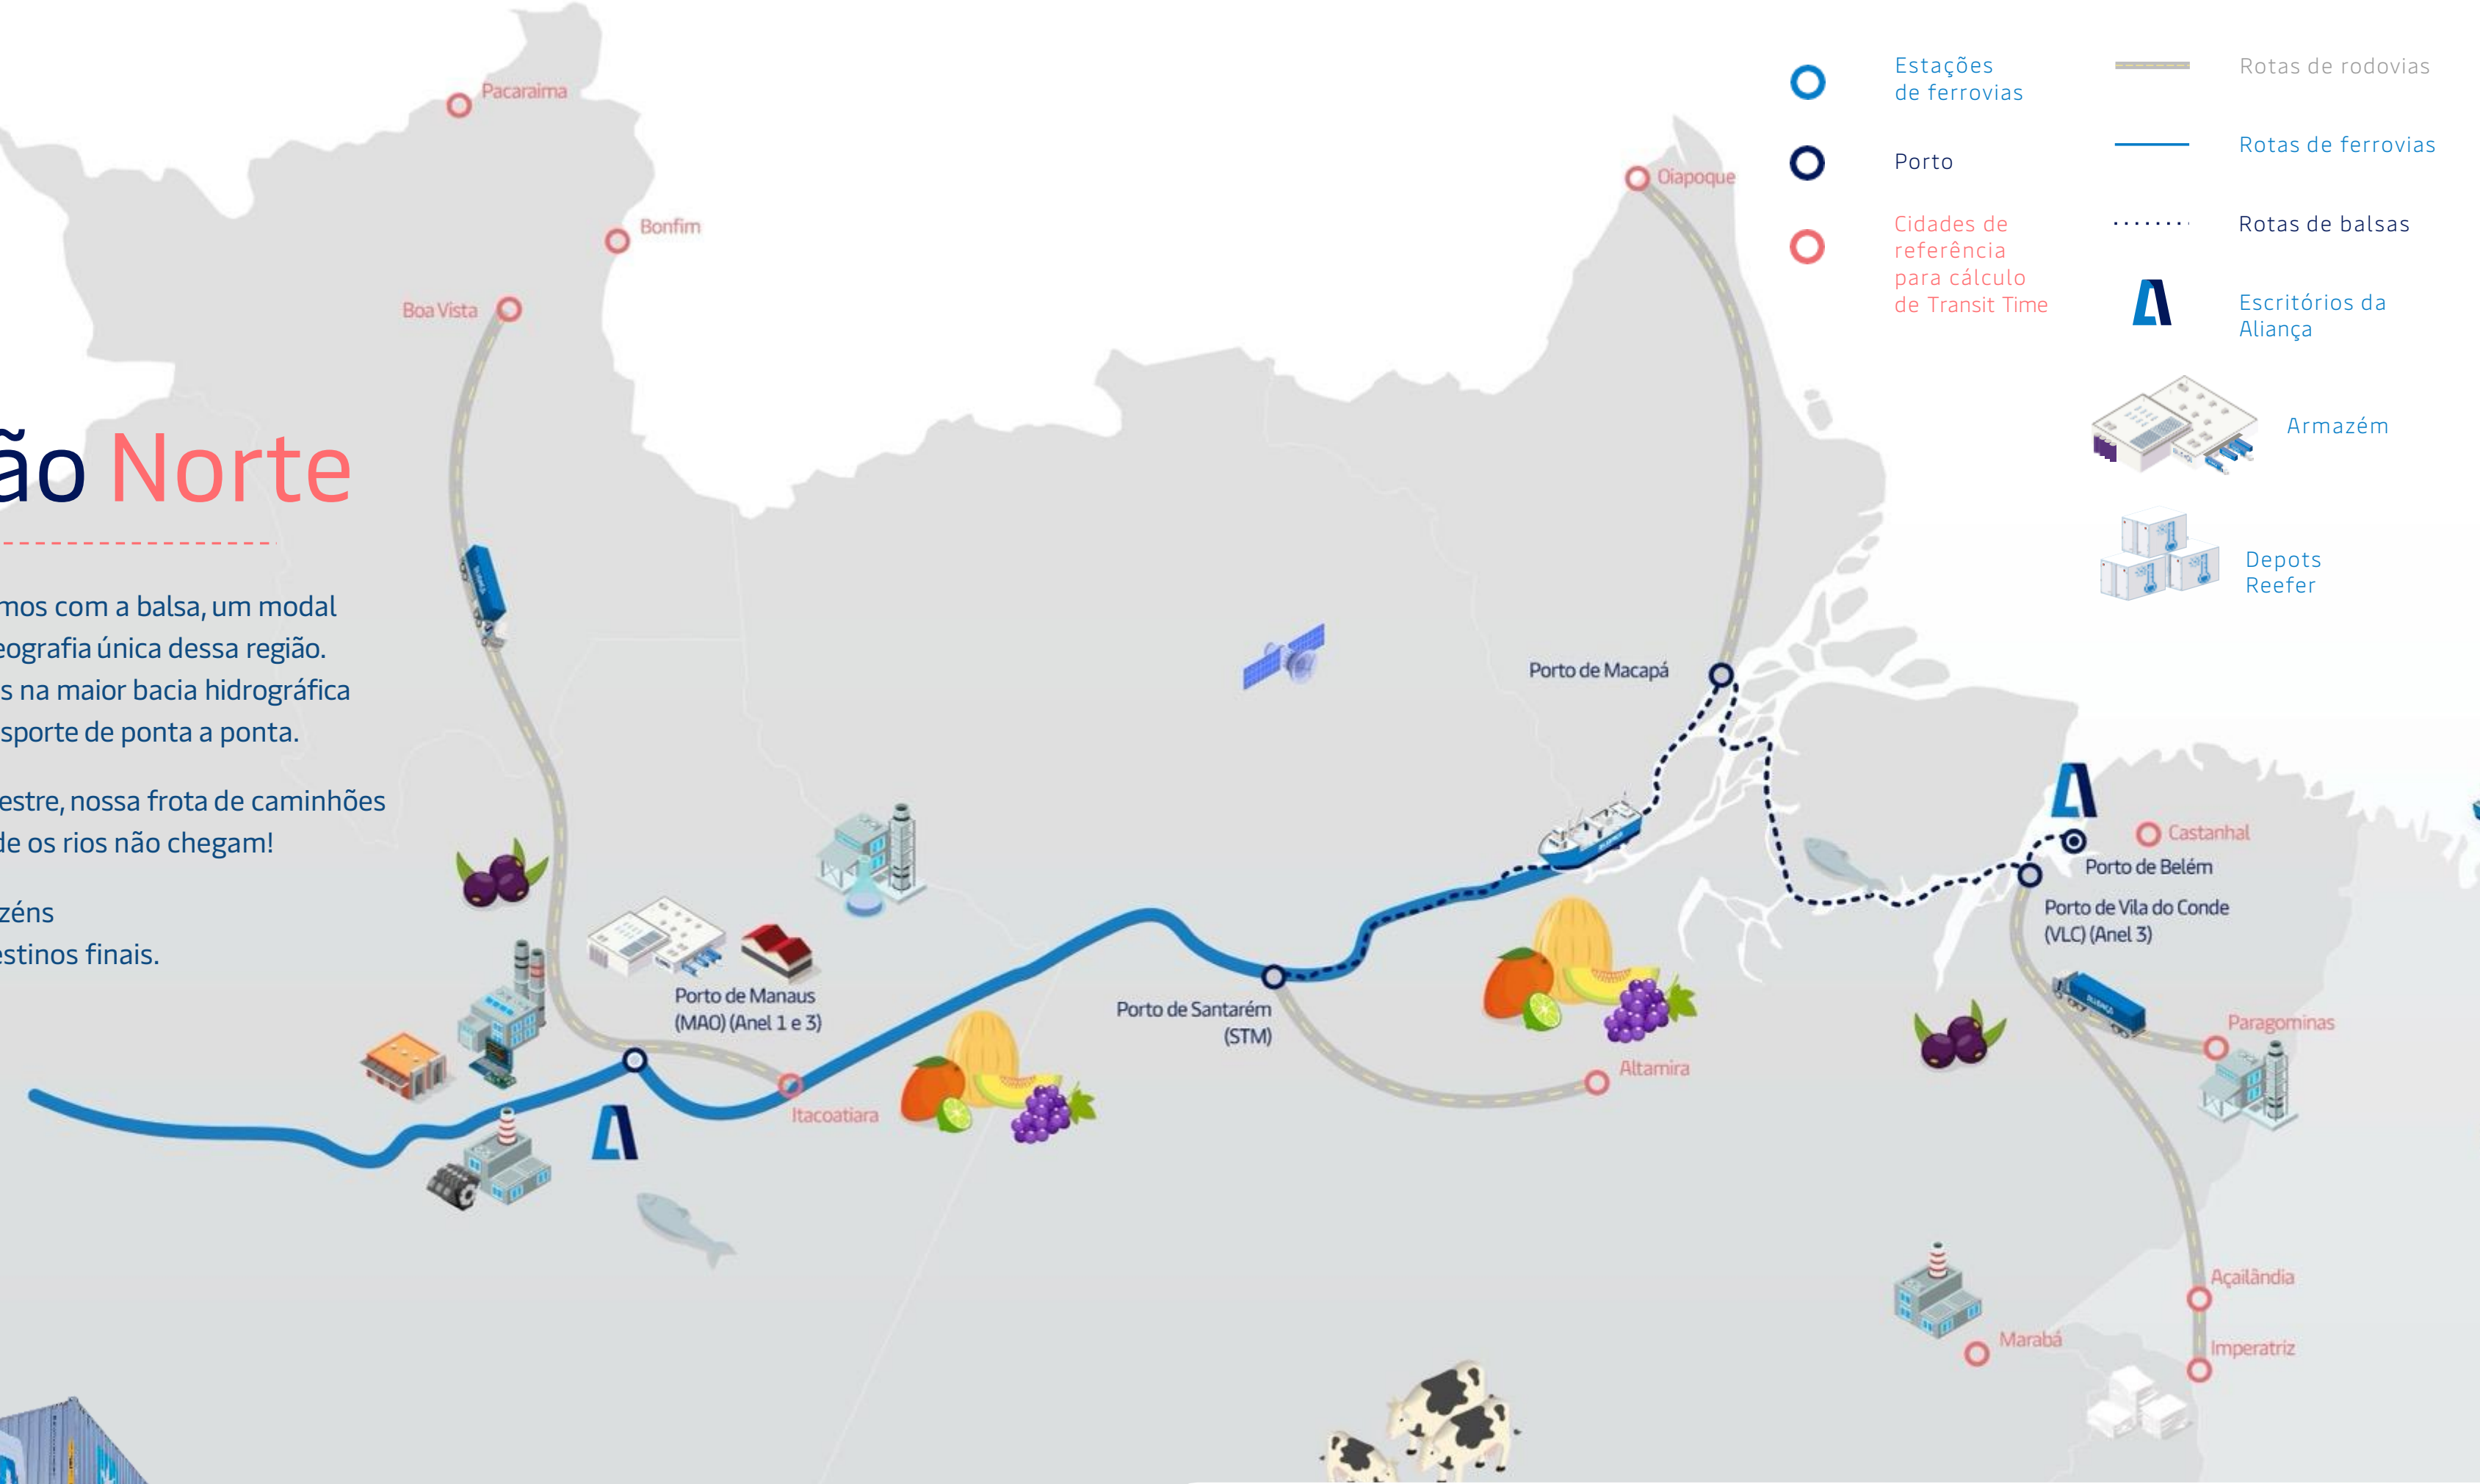 ão Norte
mos com a balsa, um modal
eografia única dessa região.
s na maior bacia hidrográfica
sporte de ponta a ponta.
estre, nossa frota de caminhões
de os rios não chegam!
zéns
estinos finais.
Pacaraima
Bonfim
Boa Vista
Oiapoque
Porto de Macapá
Castanhal
Porto de Belém
Porto de Vila do Conde
(VLC) (Anel 3)
Porto de Manaus
(MAO) (Anel 1 e 3)
Porto de Santarém
(STM)
Itacoatiara
Altamira
Paragominas
Açailândia
Marabá
Imperatriz
Estações
de ferrovias
Porto
Cidades de
referência
para cálculo
de Transit Time
Rotas de rodovias
Rotas de ferrovias
Rotas de balsas
Escritórios da
Aliança
Armazém
Depots
Reefer